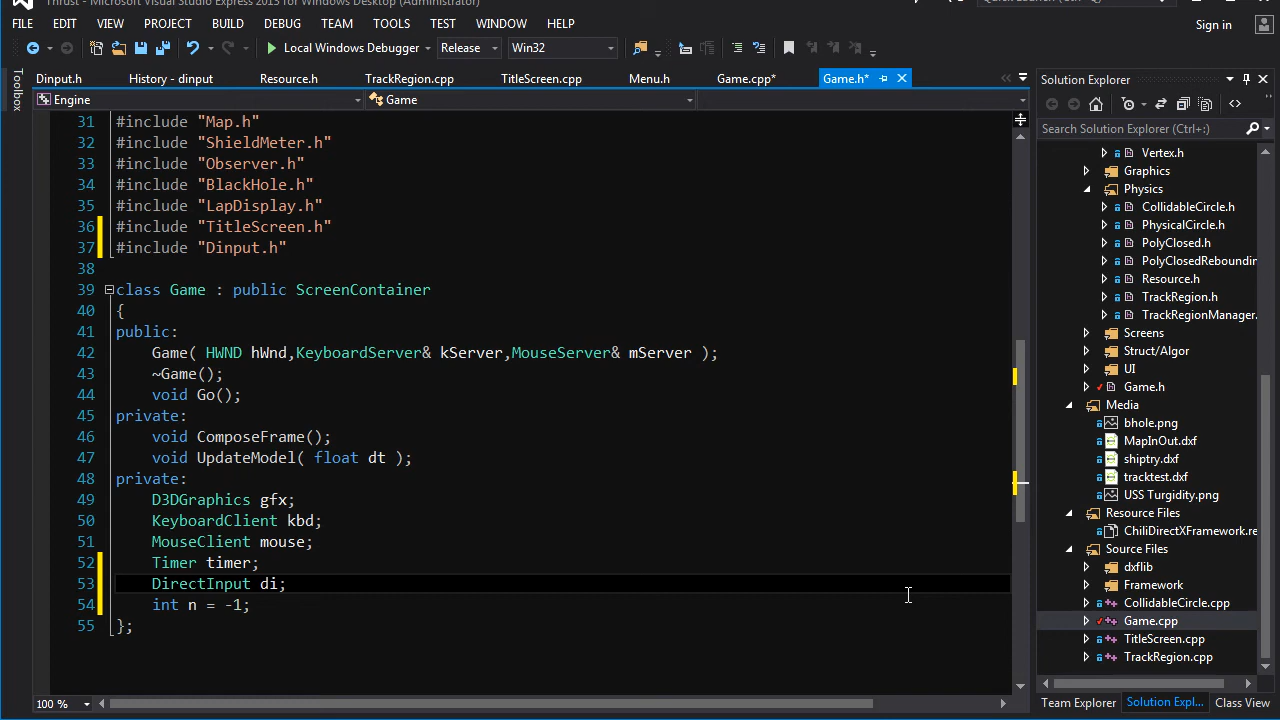 Thrust - Microsoft Visual Studio Express 2013 for Windows Desktop (Administrator)
FILE EDIT VIEW PROJECT BUILD DEBUG TEAM TOOLS TEST WINDOW HELP
Sign in
Local Windows Debugger Release Win32
Toolbox
Dinput.h History - dinput Resource.h TrackRegion.cpp TitleScreen.cpp Menu.h Game.cpp* Game.h*
Engine Game
31 #include "Map.h"
32 #include "ShieldMeter.h"
33 #include "Observer.h"
34 #include "BlackHole.h"
35 #include "LapDisplay.h"
36 #include "TitleScreen.h"
37 #include "Dinput.h"
38
39 class Game : public ScreenContainer
40 {
41 public:
42 Game( HWND hWnd,KeyboardServer& kServer,MouseServer& mServer );
43 ~Game();
44 void Go();
45 private:
46 void ComposeFrame();
47 void UpdateModel( float dt );
48 private:
49 D3DGraphics gfx;
50 KeyboardClient kbd;
51 MouseClient mouse;
52 Timer timer;
53 DirectInput di;
54 int n = -1;
55 };
100 %
Solution Explorer
Search Solution Explorer (Ctrl+;)
Vertex.h
Graphics
Physics
CollidableCircle.h
PhysicalCircle.h
PolyClosed.h
PolyClosedReboundin
Resource.h
TrackRegion.h
TrackRegionManager.
Screens
Struct/Algor
UI
Game.h
Media
bhole.png
MapInOut.dxf
shiptry.dxf
tracktest.dxf
USS Turgidity.png
Resource Files
ChiliDirectXFramework.re
Source Files
dxflib
Framework
CollidableCircle.cpp
Game.cpp
TitleScreen.cpp
TrackRegion.cpp
Team Explorer Solution Expl... Class View